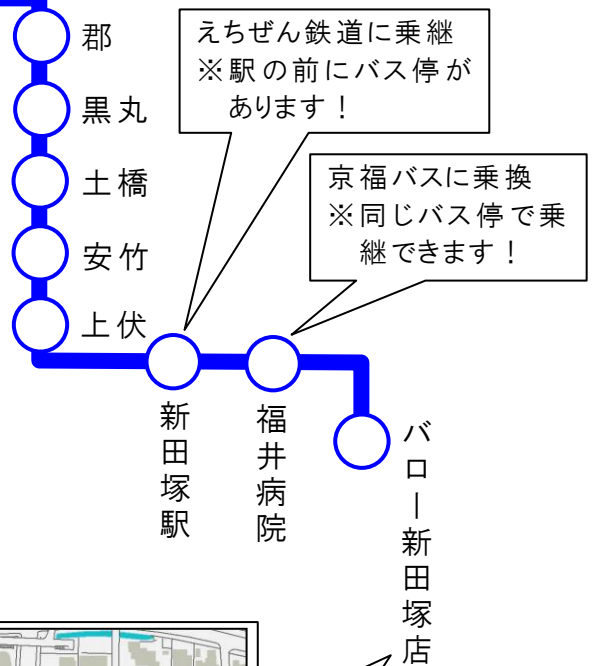 郡
えちぜん鉄道に乗継
※駅の前にバス停が
あります！
黒丸
土橋
京福バスに乗換
※同じバス停で乗
継できます！
安竹
上伏
新田塚駅
福井病院
バロー新田塚店